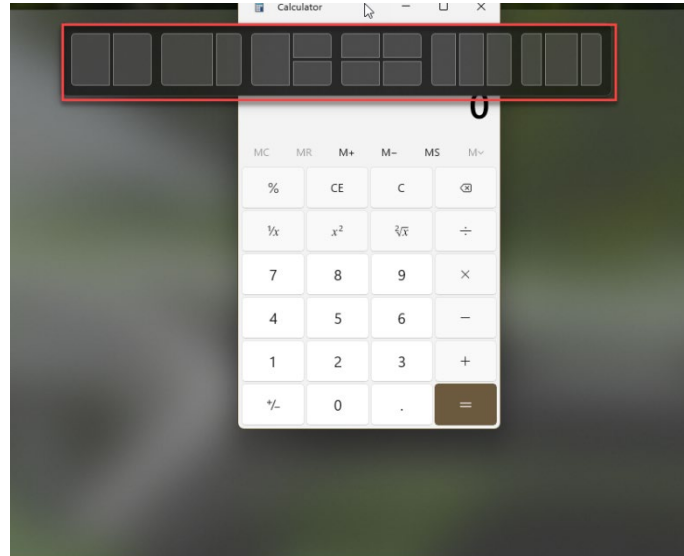 Calculator
0
MC MR M+ M− MS M˅
% CE C
¹/x x² ²√x ÷
7 8 9 ×
4 5 6 −
1 2 3 +
+/− 0 . =